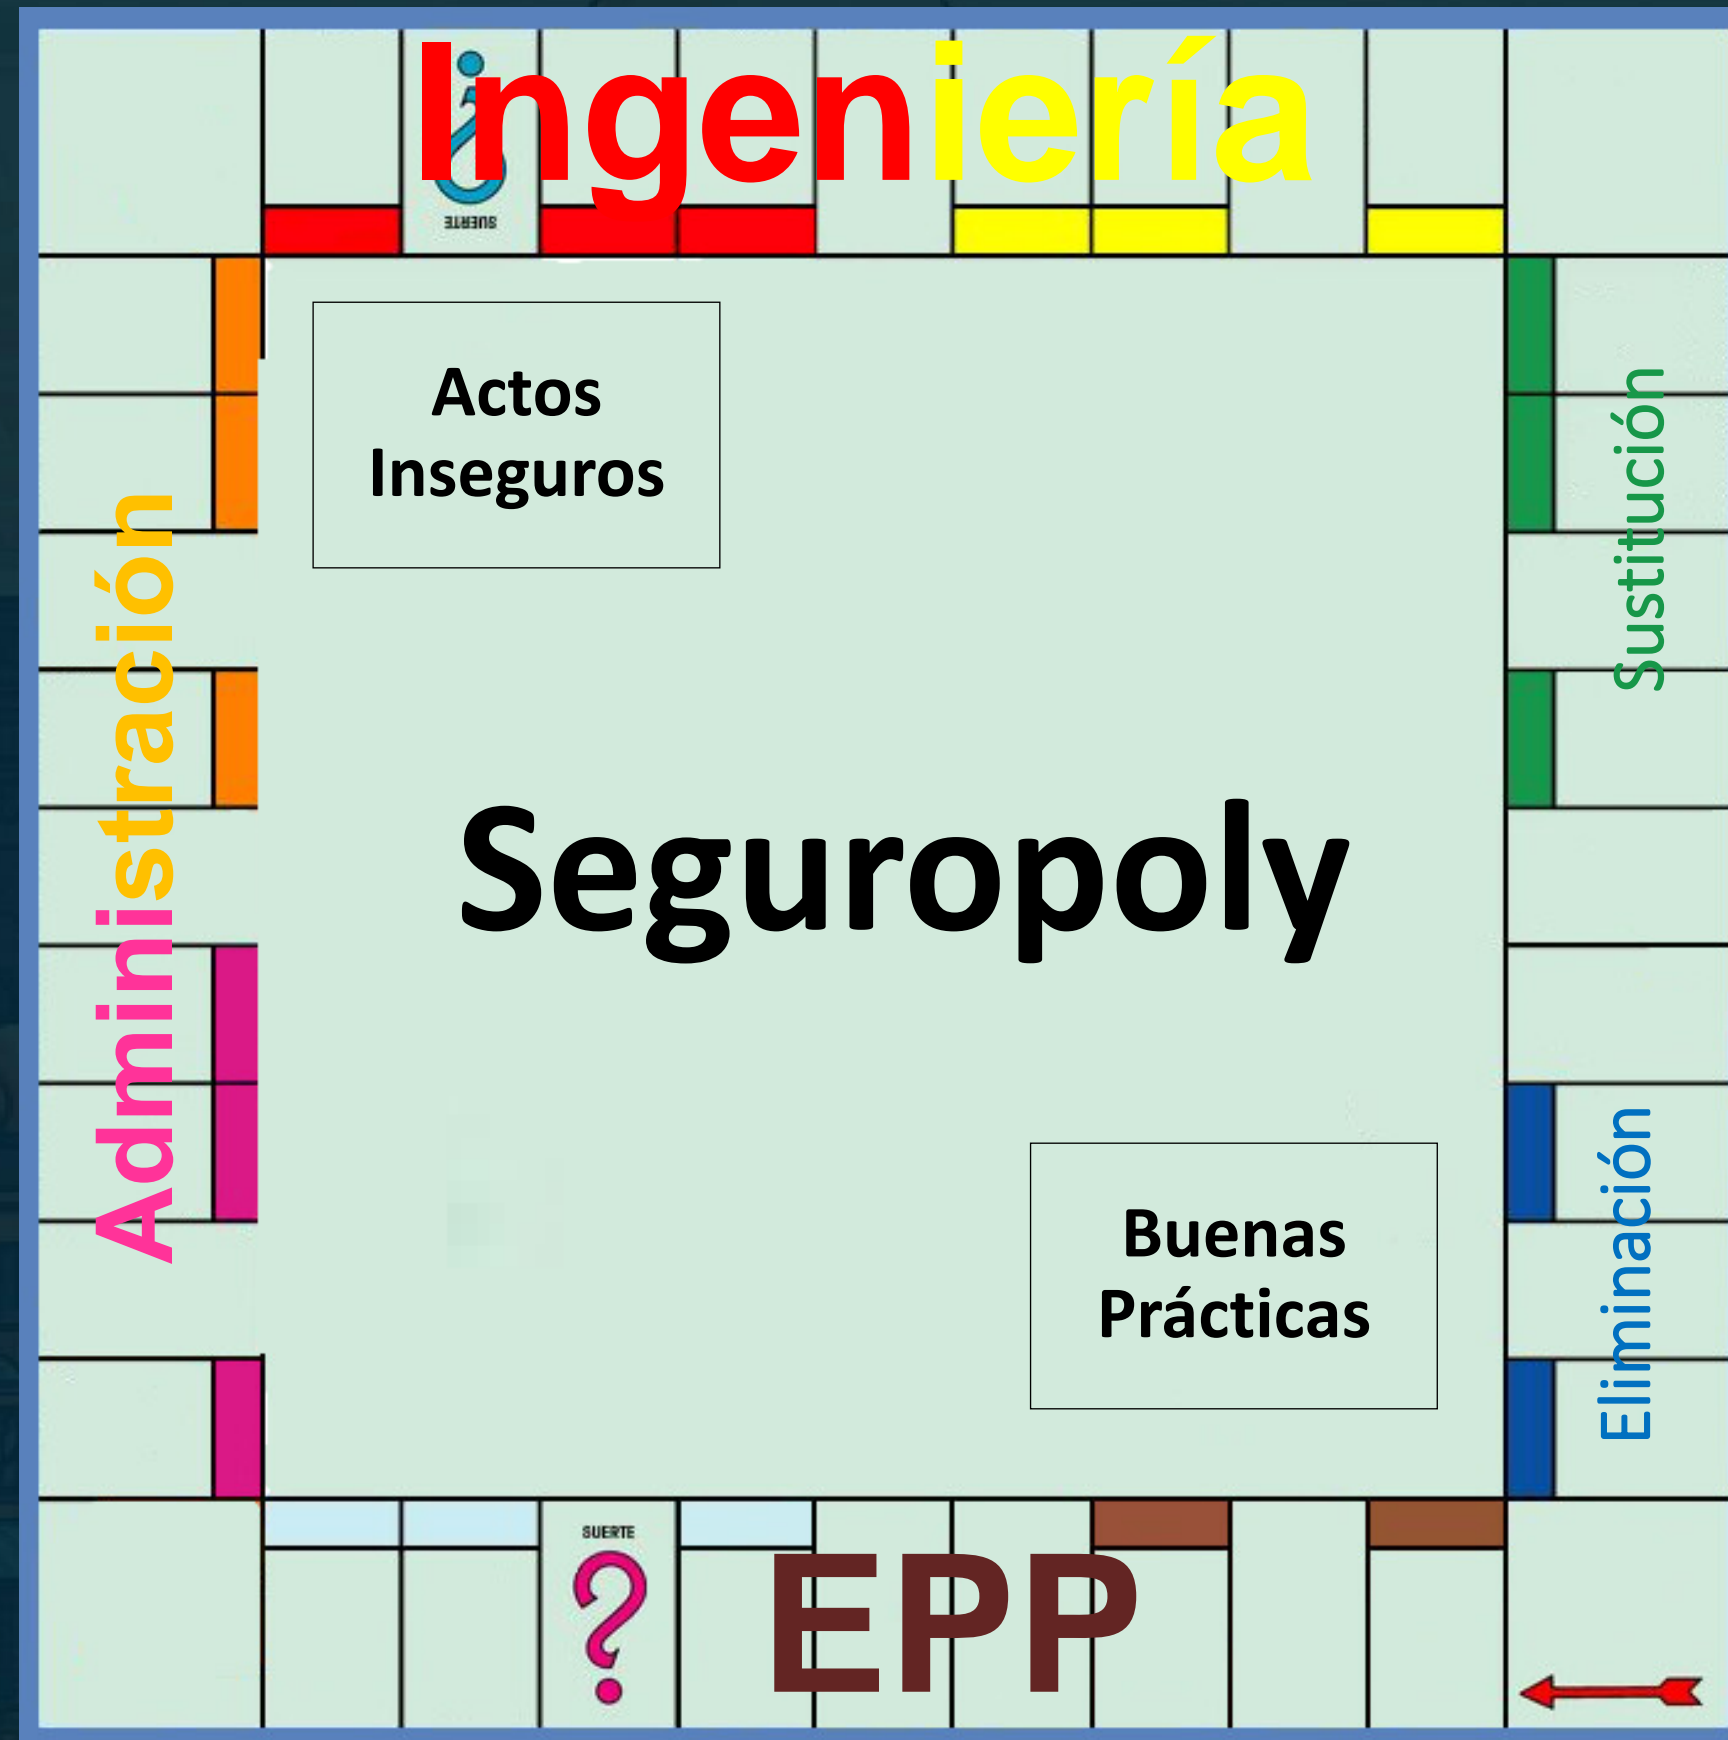 Ingeniería
SUERTE
Actos
Inseguros
Sustitución
Administración
Seguropoly
Buenas
Prácticas
Eliminación
SUERTE
EPP